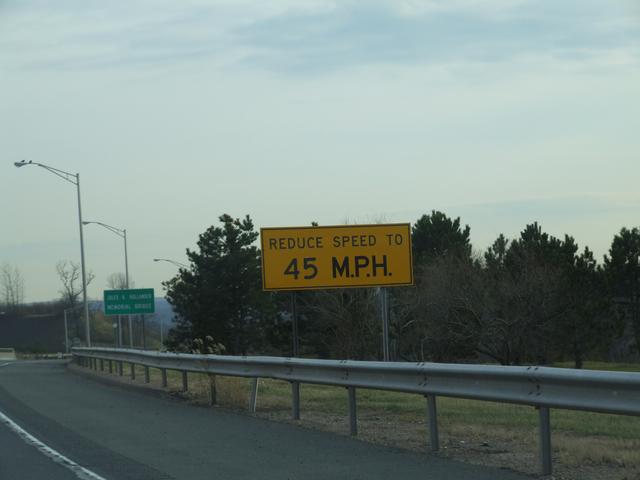 REDUCE SPEED TO
45 M.P.H.
MEMORIAL BRIDGE